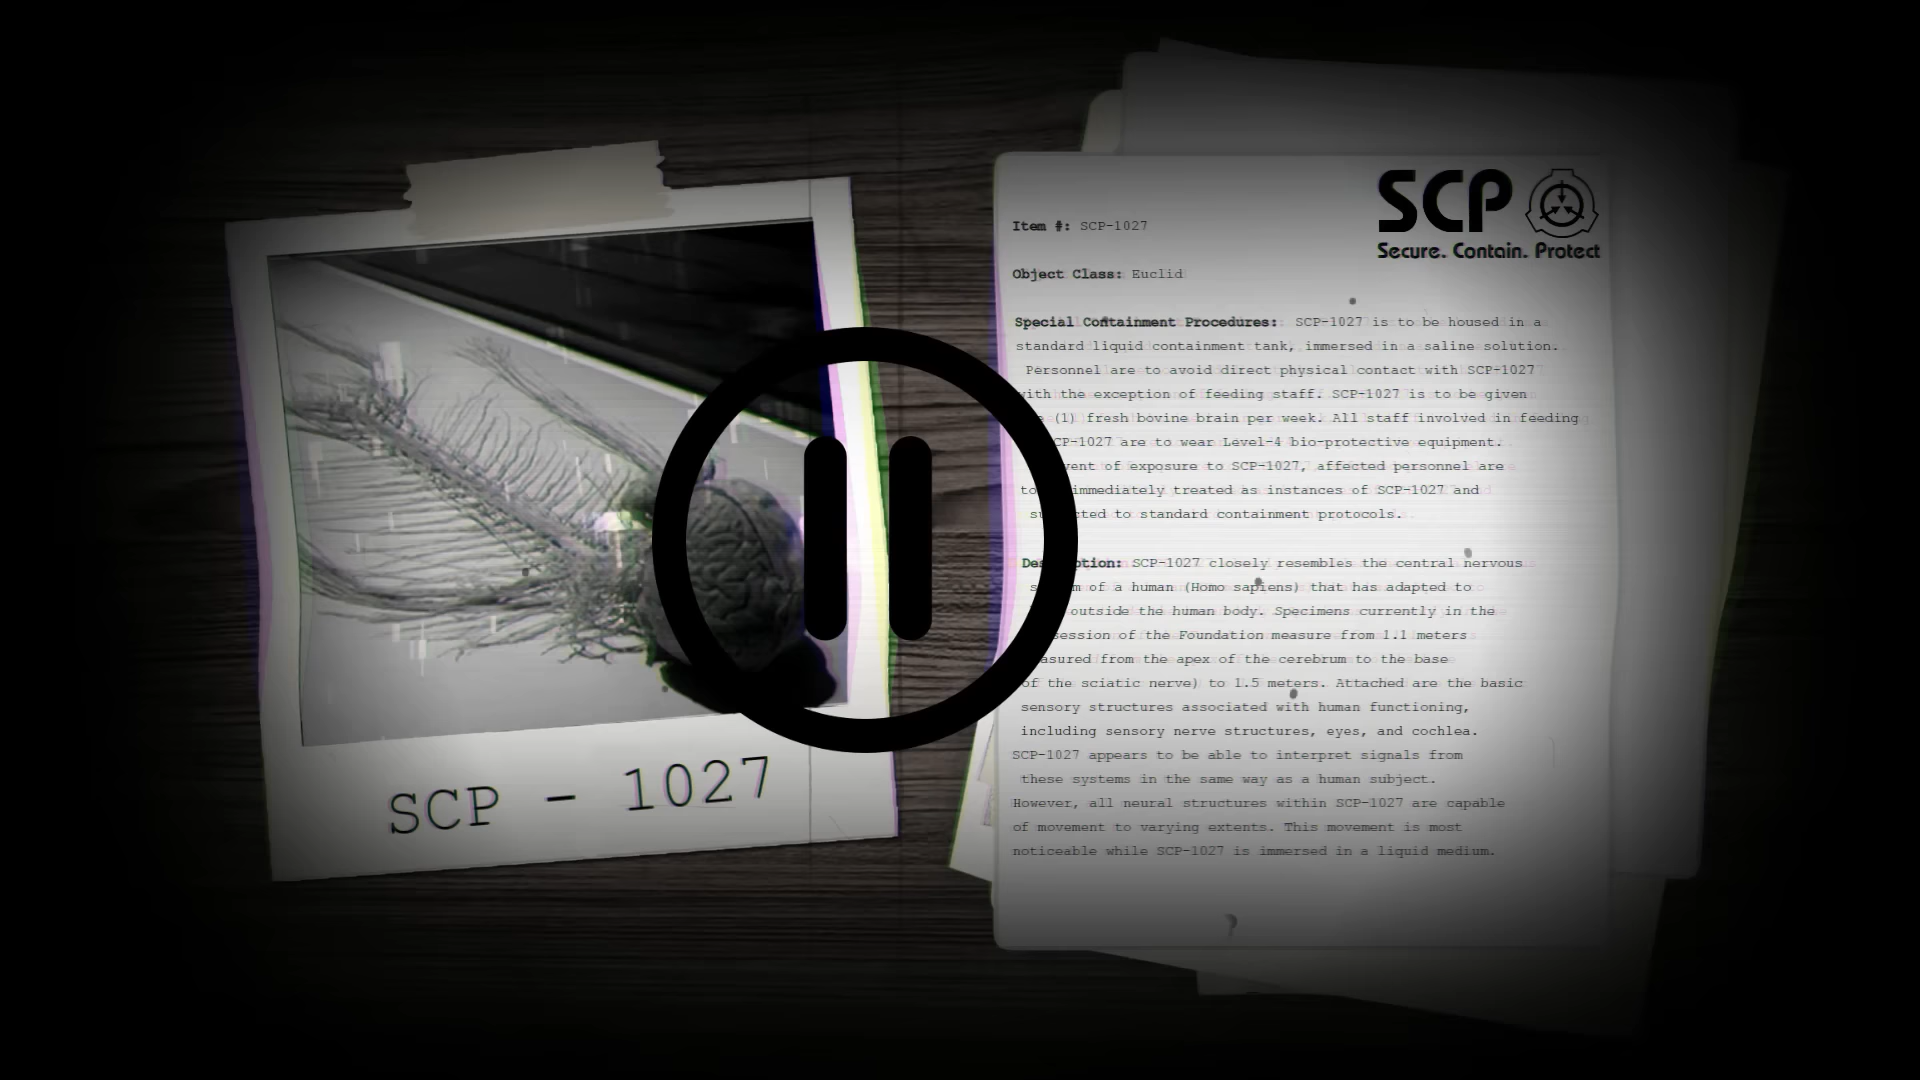 SCP - 1027
SCP
Secure. Contain. Protect
Item #: SCP-1027
Object Class: Euclid
Special Containment Procedures: SCP-1027 is to be housed in a
standard liquid containment tank, immersed in a saline solution.
Personnel are to avoid direct physical contact with SCP-1027
with the exception of feeding staff. SCP-1027 is to be given
(1) fresh bovine brain per week. All staff involved in feeding
SCP-1027 are to wear Level-4 bio-protective equipment.
of exposure to SCP-1027, affected personnel are
to immediately treated as instances of SCP-1027 and
to standard containment protocols.
Description: SCP-1027 closely resembles the central nervous
of a human (Homo sapiens) that has adapted to
outside the human body. Specimens currently in the
of the Foundation measure from 1.1 meters
from the apex of the cerebrum to the base
of the sciatic nerve) to 1.5 meters. Attached are the basic
sensory structures associated with human functioning,
including sensory nerve structures, eyes, and cochlea.
SCP-1027 appears to be able to interpret signals from
these systems in the same way as a human subject.
However, all neural structures within SCP-1027 are capable
of movement to varying extents. This movement is most
noticeable while SCP-1027 is immersed in a liquid medium.